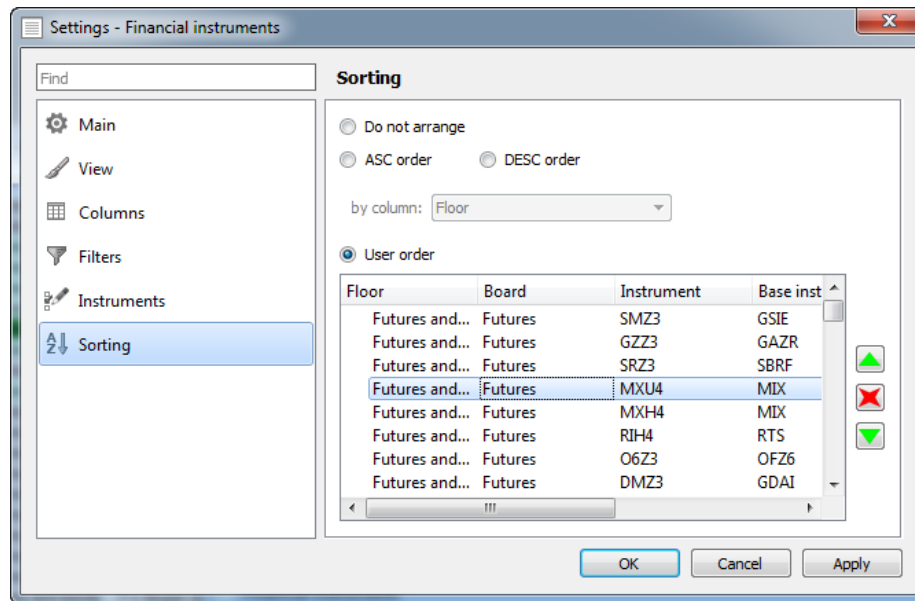 Settings - Financial instruments
Find
Main
View
Columns
Filters
Instruments
Sorting
Sorting
Do not arrange
ASC order DESC order
by column: Floor
User order
Floor Board Instrument Base inst
Futures and... Futures SMZ3 GSIE
Futures and... Futures GZZ3 GAZR
Futures and... Futures SRZ3 SBRF
Futures and... Futures MXU4 MIX
Futures and... Futures MXH4 MIX
Futures and... Futures RIH4 RTS
Futures and... Futures O6Z3 OFZ6
Futures and... Futures DMZ3 GDAI
OK Cancel Apply